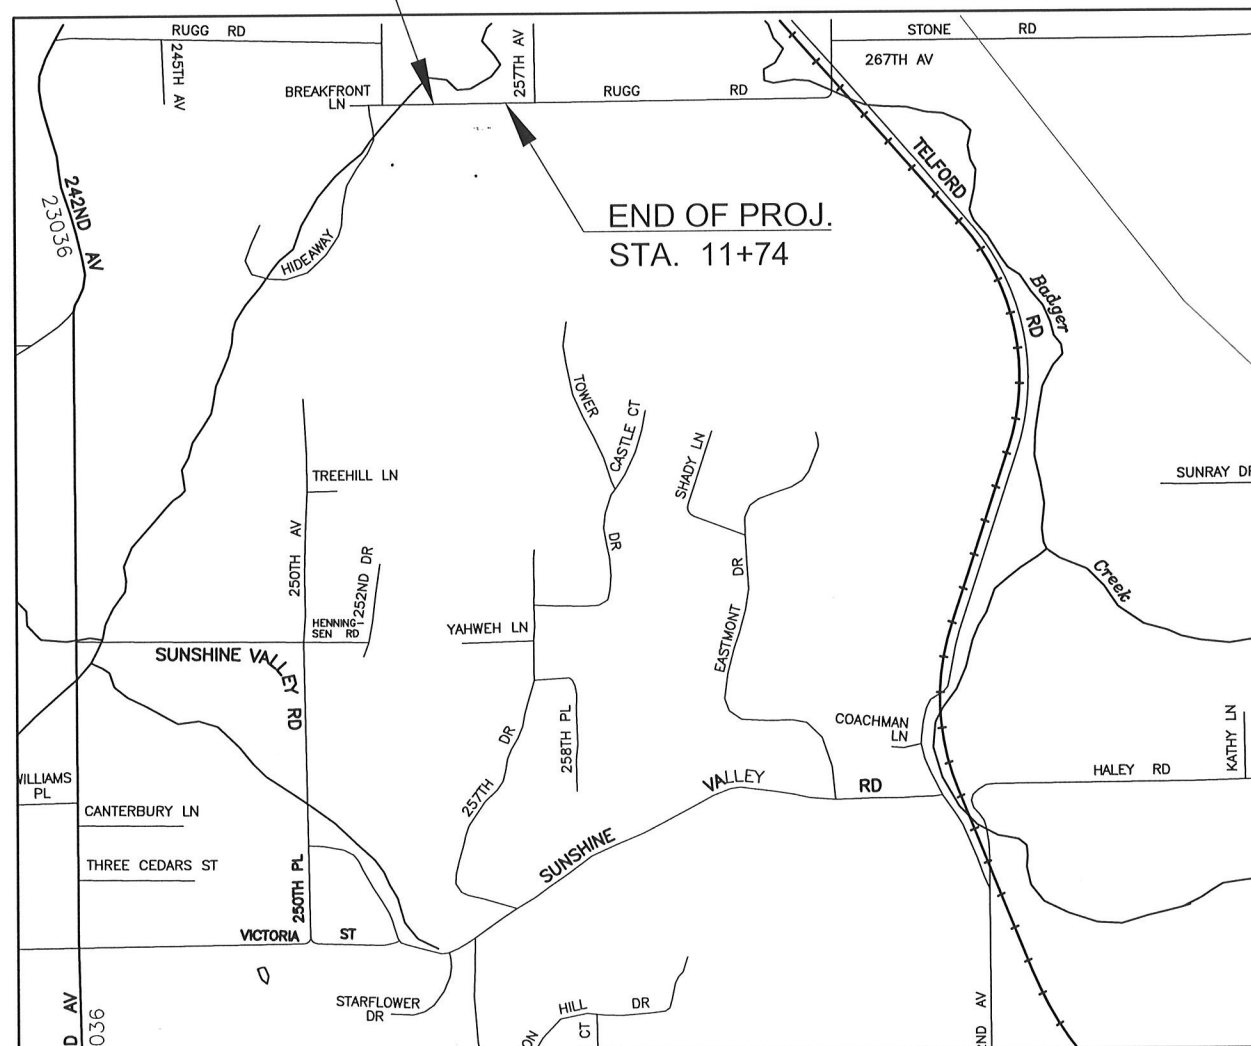 RUGG RD
245TH AV
BREAKFRONT
LN
257TH AV
RUGG RD
STONE RD
267TH AV
TELFORD
RD
242ND AV
23036
HIDEAWAY
END OF PROJ.
STA. 11+74
Badger
Creek
TOWER
DR
CASTLE CT
SHADY LN
SUNRAY
TREEHILL LN
250TH AV
252ND DR
HENNING-
SEN RD
YAHWEH LN
EASTMONT DR
SUNSHINE VALLEY RD
COACHMAN
LN
KATHY LN
HALEY RD
257TH DR
258TH PL
SUNSHINE VALLEY RD
PL
CANTERBURY LN
THREE CEDARS ST
250TH PL
VICTORIA ST
STARFLOWER
DR
HILL DR
CT
AV
AV